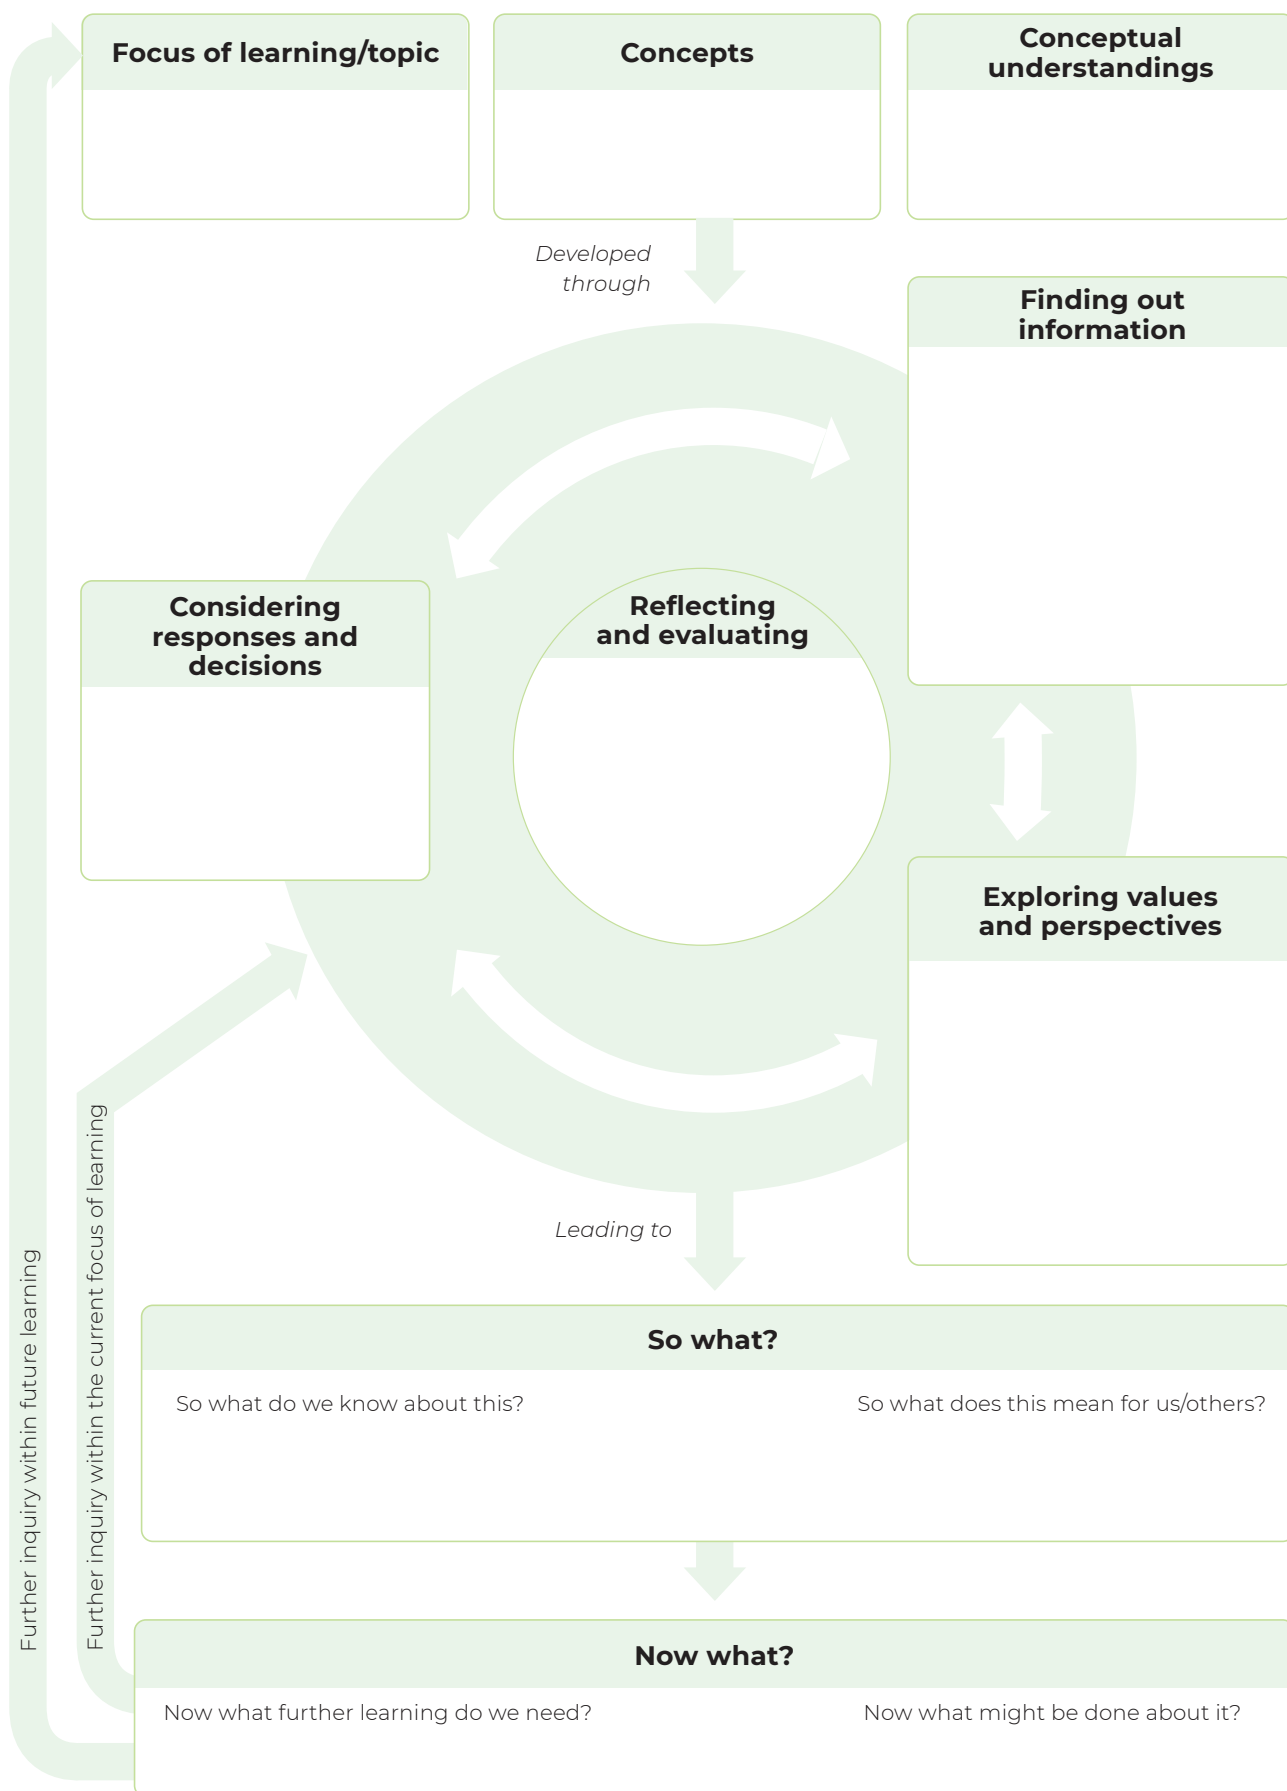 Focus of learning/topic
Concepts
Conceptual
understandings
Developed
through
Finding out
information
Considering
responses and
decisions
Reflecting
and evaluating
Exploring values
and perspectives
Leading to
So what?
So what do we know about this?
So what does this mean for us/others?
Now what?
Now what further learning do we need?
Now what might be done about it?
Further inquiry within the current focus of learning
Further inquiry within future learning